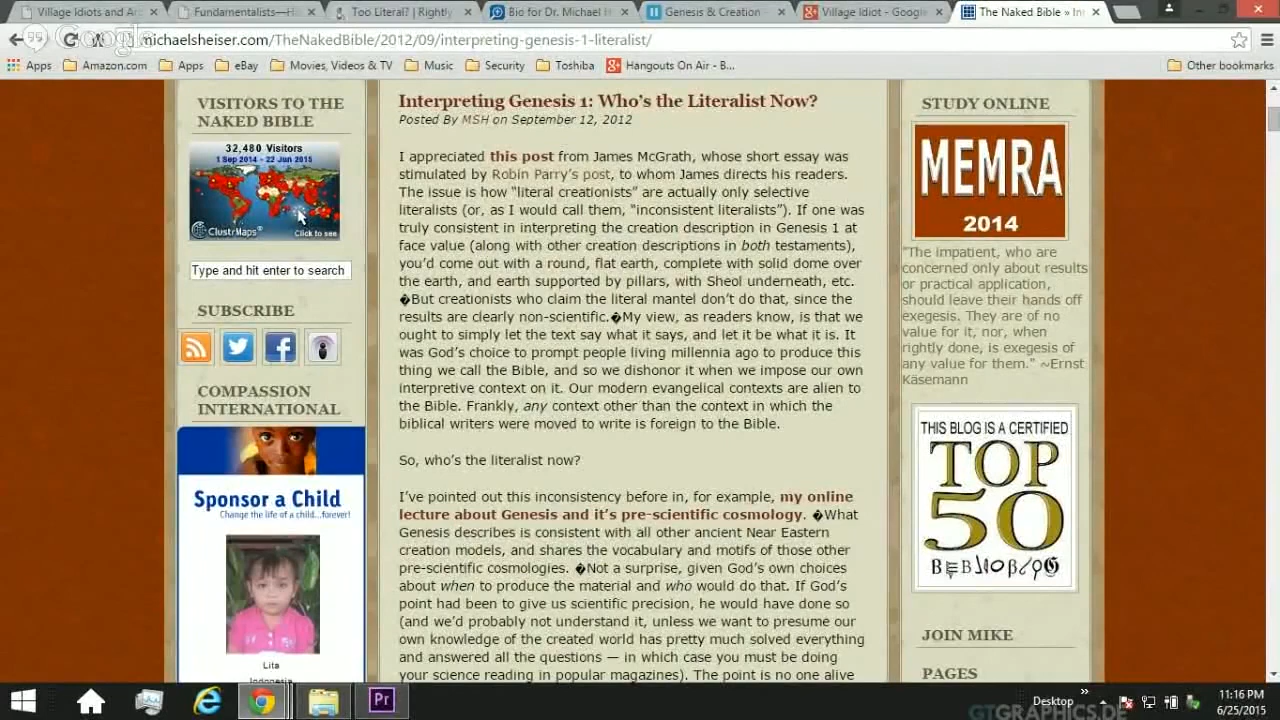 Village Idiots and An:
Fundamentalists—Hi
Too Literal? | Rightly
Bio for Dr. Michael H
Genesis & Creation -
Village Idiot - Google
The Naked Bible » In
Google
michaelsheiser.com/TheNakedBible/2012/09/interpreting-genesis-1-literalist/
Apps
Amazon.com
Apps
eBay
Movies, Videos & TV
Music
Security
Toshiba
Hangouts On Air - B...
Other bookmarks
VISITORS TO THE
NAKED BIBLE
32,480 Visitors
1 Sep 2014 - 22 Jun 2015
ClustrMaps®
Click to see
Type and hit enter to search
SUBSCRIBE
COMPASSION
INTERNATIONAL
Sponsor a Child
Change the life of a child...forever!
Lita
Indonesia
Interpreting Genesis 1: Who's the Literalist Now?
Posted By MSH on September 12, 2012
I appreciated this post from James McGrath, whose short essay was
stimulated by Robin Parry's post, to whom James directs his readers.
The issue is how “literal creationists” are actually only selective
literalists (or, as I would call them, “inconsistent literalists”). If one was
truly consistent in interpreting the creation description in Genesis 1 at
face value (along with other creation descriptions in both testaments),
you'd come out with a round, flat earth, complete with solid dome over
the earth, and earth supported by pillars, with Sheol underneath, etc.
�But creationists who claim the literal mantel don't do that, since the
results are clearly non-scientific.�My view, as readers know, is that we
ought to simply let the text say what it says, and let it be what it is. It
was God's choice to prompt people living millennia ago to produce this
thing we call the Bible, and so we dishonor it when we impose our own
interpretive context on it. Our modern evangelical contexts are alien to
the Bible. Frankly, any context other than the context in which the
biblical writers were moved to write is foreign to the Bible.
So, who's the literalist now?
I've pointed out this inconsistency before in, for example, my online
lecture about Genesis and it's pre-scientific cosmology. �What
Genesis describes is consistent with all other ancient Near Eastern
creation models, and shares the vocabulary and motifs of those other
pre-scientific cosmologies. �Not a surprise, given God's own choices
about when to produce the material and who would do that. If God's
point had been to give us scientific precision, he would have done so
(and we'd probably not understand it, unless we want to presume our
own knowledge of the created world has pretty much solved everything
and answered all the questions — in which case you must be doing
your science reading in popular magazines). The point is no one alive
STUDY ONLINE
MEMRA
2014
"The impatient, who are
concerned only about results
or practical application,
should leave their hands off
exegesis. They are of no
value for it, nor, when
rightly done, is exegesis of
any value for them." ~Ernst
Käsemann
THIS BLOG IS A CERTIFIED
TOP
50
JOIN MIKE
PAGES
Pr
Desktop
11:16 PM
6/25/2015
GTGRAPHICS.DE